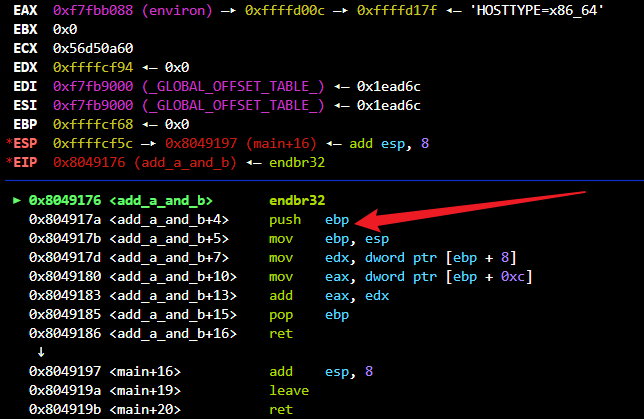 EAX 0xf7fbb088 (environ) —▸ 0xffffd00c —▸ 0xffffd17f ◂— 'HOSTTYPE=x86_64'
EBX 0x0
ECX 0x56d50a60
EDX 0xffffcf94 ◂— 0x0
EDI 0xf7fb9000 (_GLOBAL_OFFSET_TABLE_) ◂— 0x1ead6c
ESI 0xf7fb9000 (_GLOBAL_OFFSET_TABLE_) ◂— 0x1ead6c
EBP 0xffffcf68 ◂— 0x0
*ESP 0xffffcf5c —▸ 0x8049197 (main+16) ◂— add esp, 8
*EIP 0x8049176 (add_a_and_b) ◂— endbr32
► 0x8049176 <add_a_and_b> endbr32
0x804917a <add_a_and_b+4> push ebp
0x804917b <add_a_and_b+5> mov ebp, esp
0x804917d <add_a_and_b+7> mov edx, dword ptr [ebp + 8]
0x8049180 <add_a_and_b+10> mov eax, dword ptr [ebp + 0xc]
0x8049183 <add_a_and_b+13> add eax, edx
0x8049185 <add_a_and_b+15> pop ebp
0x8049186 <add_a_and_b+16> ret
↓
0x8049197 <main+16> add esp, 8
0x804919a <main+19> leave
0x804919b <main+20> ret